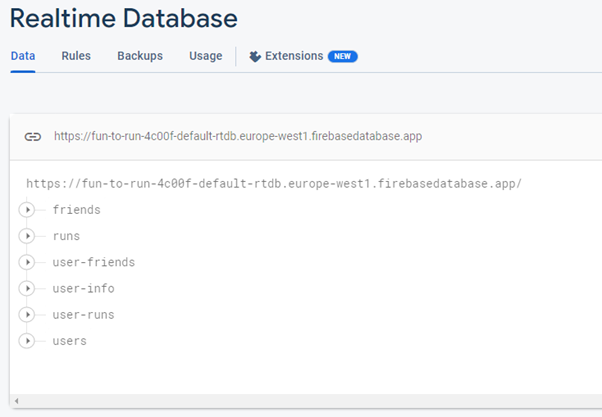 Realtime Database
Data Rules Backups Usage Extensions NEW
https://fun-to-run-4c00f-default-rtdb.europe-west1.firebasedatabase.app
https://fun-to-run-4c00f-default-rtdb.europe-west1.firebasedatabase.app/
friends
runs
user-friends
user-info
user-runs
users